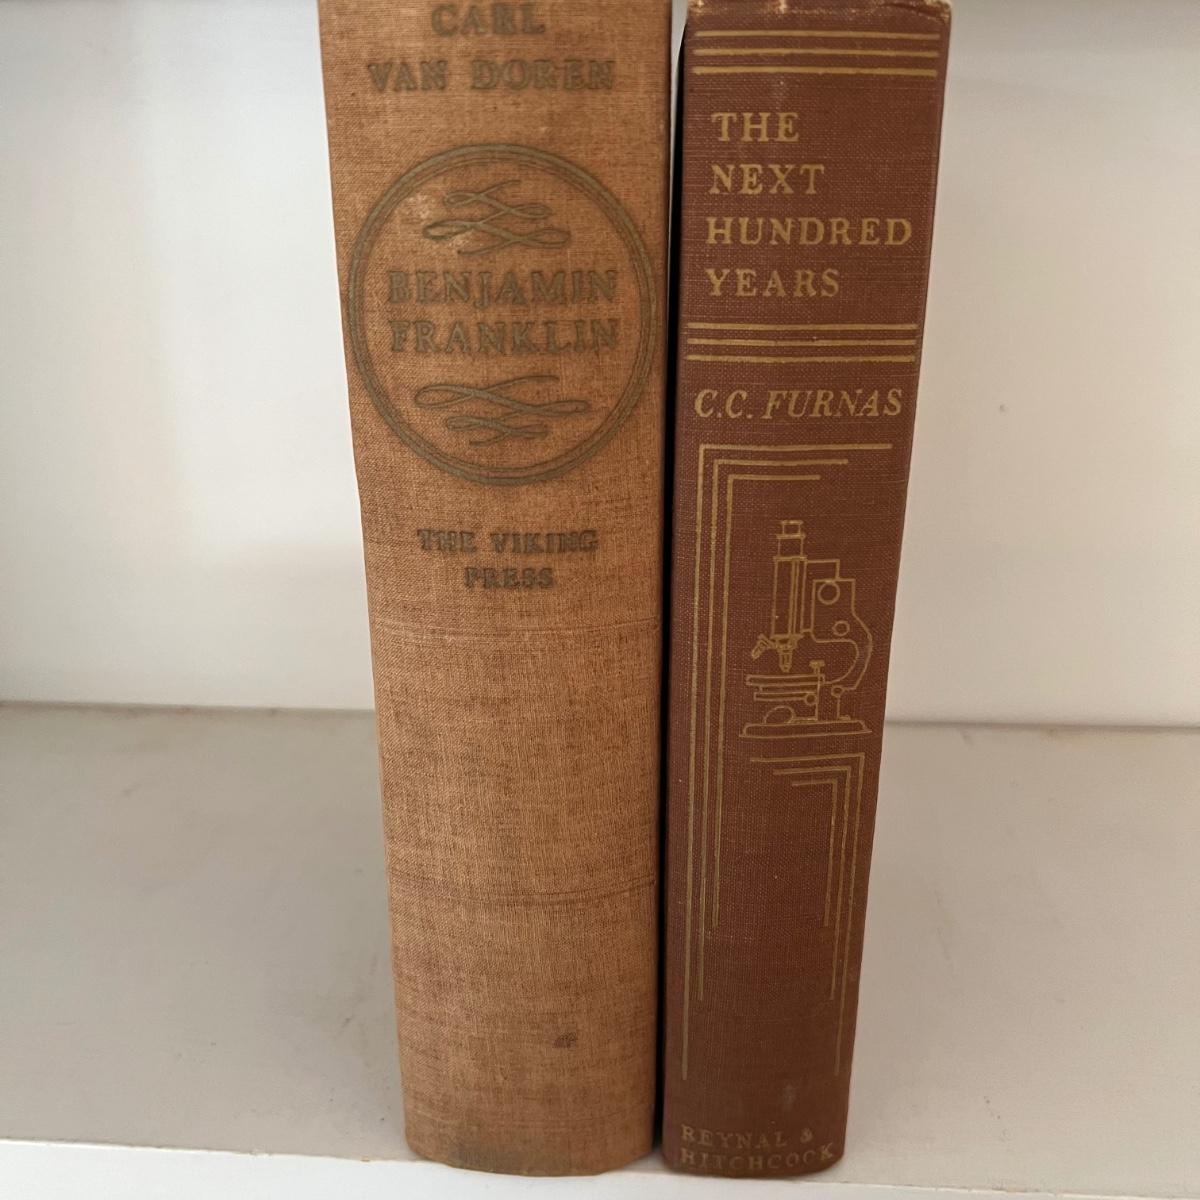 CARL
VAN DOREN
BENJAMIN
FRANKLIN
THE VIKING
PRESS
THE
NEXT
HUNDRED
YEARS
C.C. FURNAS
REYNAL &
HITCHCOCK